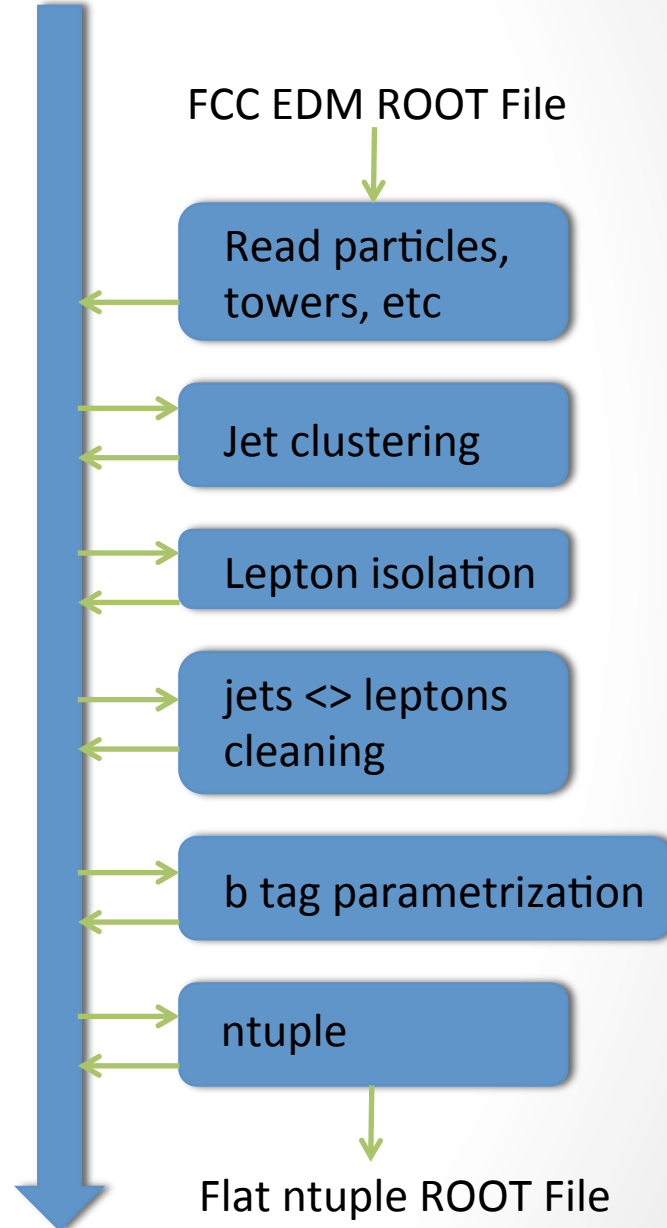 FCC EDM ROOT File
Read particles,
towers, etc
Jet clustering
Lepton isolation
jets <> leptons
cleaning
b tag parametrization
ntuple
Flat ntuple ROOT File